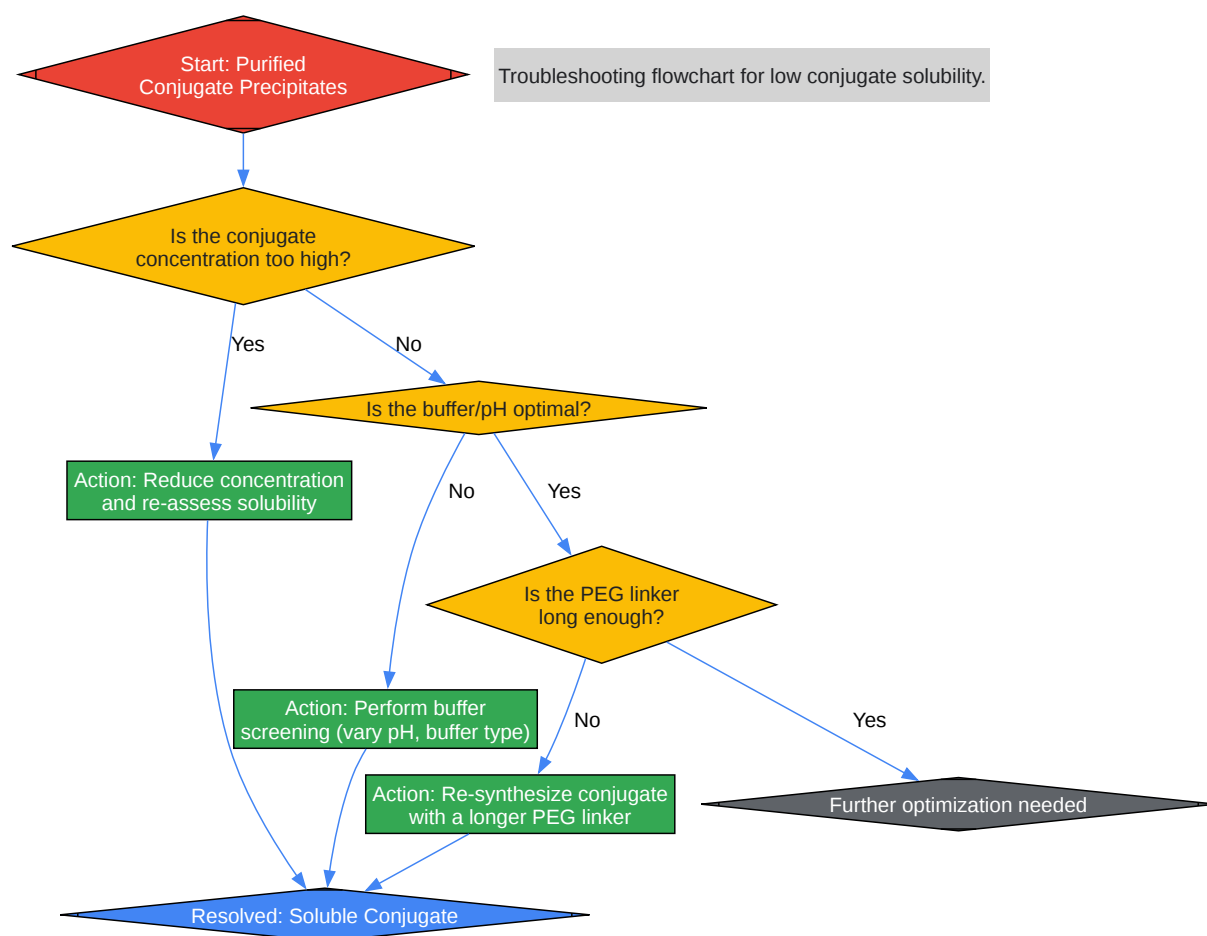 Start: Purified
Conjugate Precipitates
Troubleshooting flowchart for low conjugate solubility.
Is the conjugate
concentration too high?
Yes
No
Is the buffer/pH optimal?
Action: Reduce concentration
and re-assess solubility
No
Yes
Is the PEG linker
long enough?
Action: Perform buffer
screening (vary pH, buffer type)
No
Yes
Action: Re-synthesize conjugate
with a longer PEG linker
Further optimization needed
Resolved: Soluble Conjugate